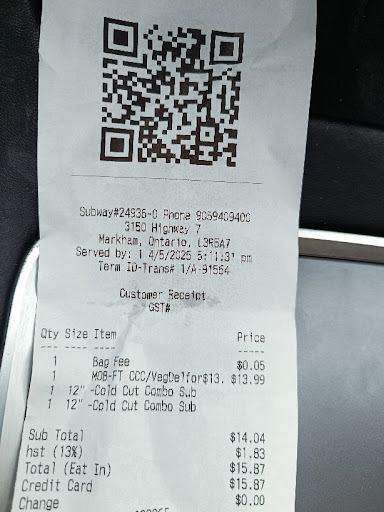 Subway#24936-0 Phone 9059409400
3150 Highway 7
Markham, Ontario, L3R5A7
Served by: 1 4/5/2025 5:11:31 pm
Term ID-Trans# 1/A-91564
Customer Receipt
GST#
Qty Size Item Price
1 Bag Fee $0.05
1 MOB-FT CCC/VegDelfor$13. $13.99
1 12" -Cold Cut Combo Sub
1 12" -Cold Cut Combo Sub
Sub Total $14.04
hst (13%) $1.83
Total (Eat In) $15.87
Credit Card $15.87
Change $0.00